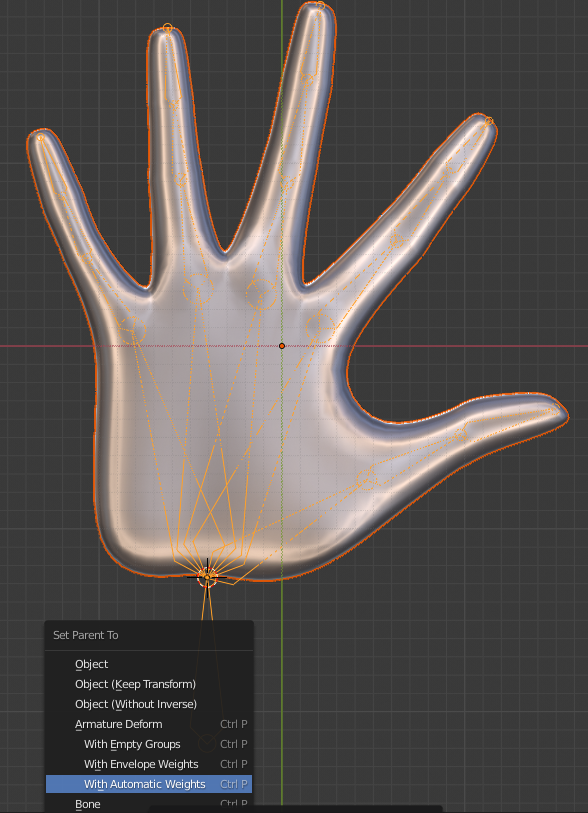 Set Parent To
Object
Object (Keep Transform)
Object (Without Inverse)
Armature Deform Ctrl P
With Empty Groups Ctrl P
With Envelope Weights Ctrl P
With Automatic Weights Ctrl P
Bone Ctrl P